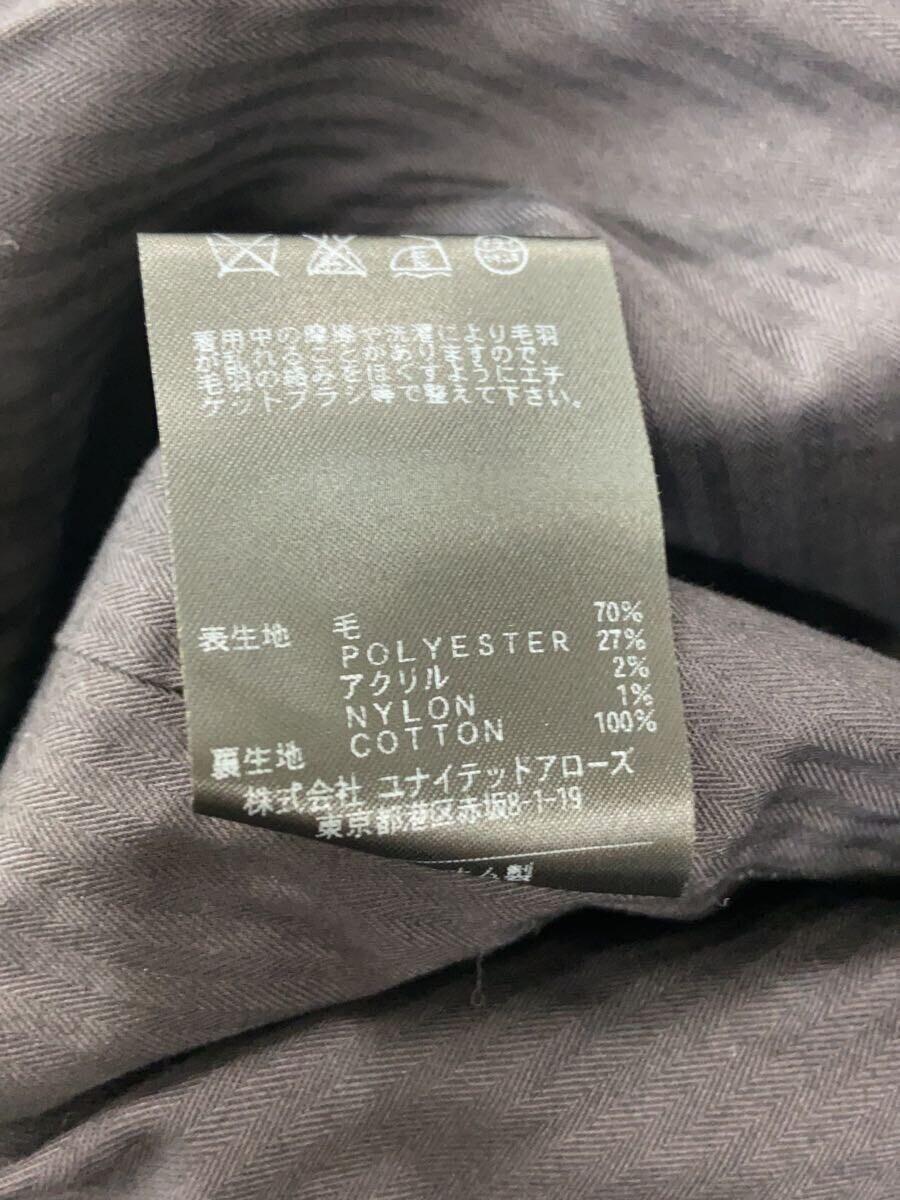 着用中の摩擦や洗濯により毛羽
が乱れることがありますので、
毛羽の絡みをほぐすようにエチ
ケットブラシ等で整えて下さい。
表生地 毛 70%
POLYESTER 27%
アクリル 2%
NYLON 1%
裏生地 COTTON 100%
株式会社 ユナイテッドアローズ
東京都港区赤坂8-1-19
製